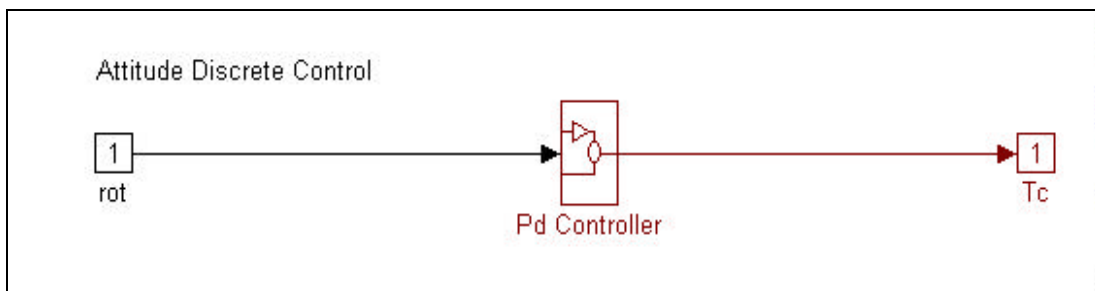 Attitude Discrete Control
1
1
rot
Tc
Pd Controller